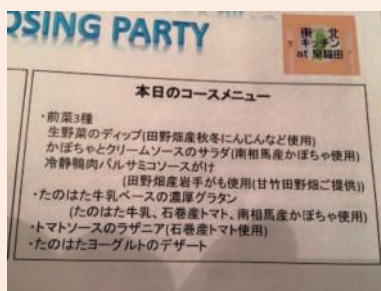 OSING PARTY
東北
キッチン
at 早稲田
本日のコースメニュー
・前菜3種
生野菜のディップ(田野畑産秋冬にんじんなど使用)
かぼちゃとクリームソースのサラダ(南相馬産かぼちゃ使用)
冷静鴨肉バルサミコソースがけ
(田野畑産岩手がも使用(甘竹田野畑ご提供))
・たのはた牛乳ベースの濃厚グラタン
(たのはた牛乳、石巻産トマト、南相馬産かぼちゃ使用)
・トマトソースのラザニア(石巻産トマト使用)
・たのはたヨーグルトのデザート